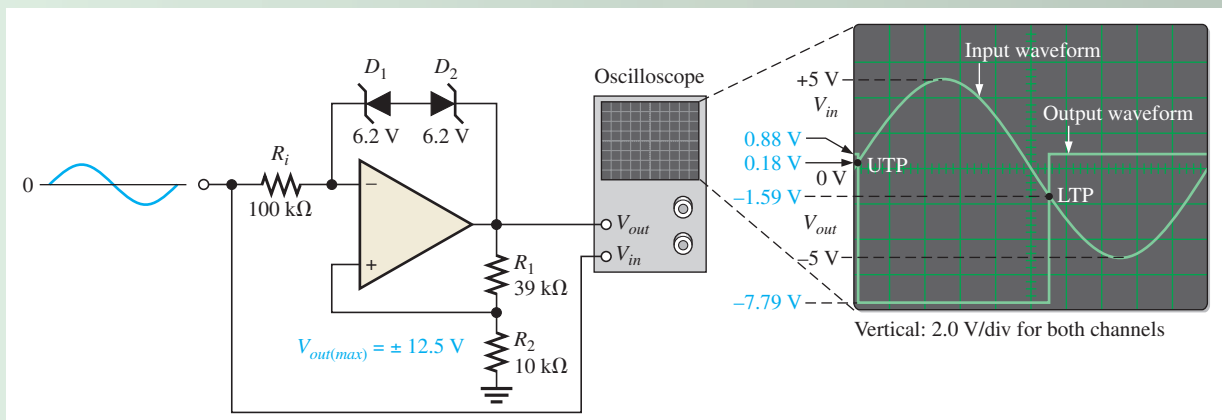 D1
D2
6.2 V
6.2 V
Ri
100 kΩ
0
−
+
R1
39 kΩ
R2
10 kΩ
Vout(max) = ± 12.5 V
Oscilloscope
Vout
Vin
Input waveform
Output waveform
+5 V
Vin
0.88 V
0.18 V
UTP
0 V
−1.59 V
LTP
Vout
−5 V
−7.79 V
Vertical: 2.0 V/div for both channels